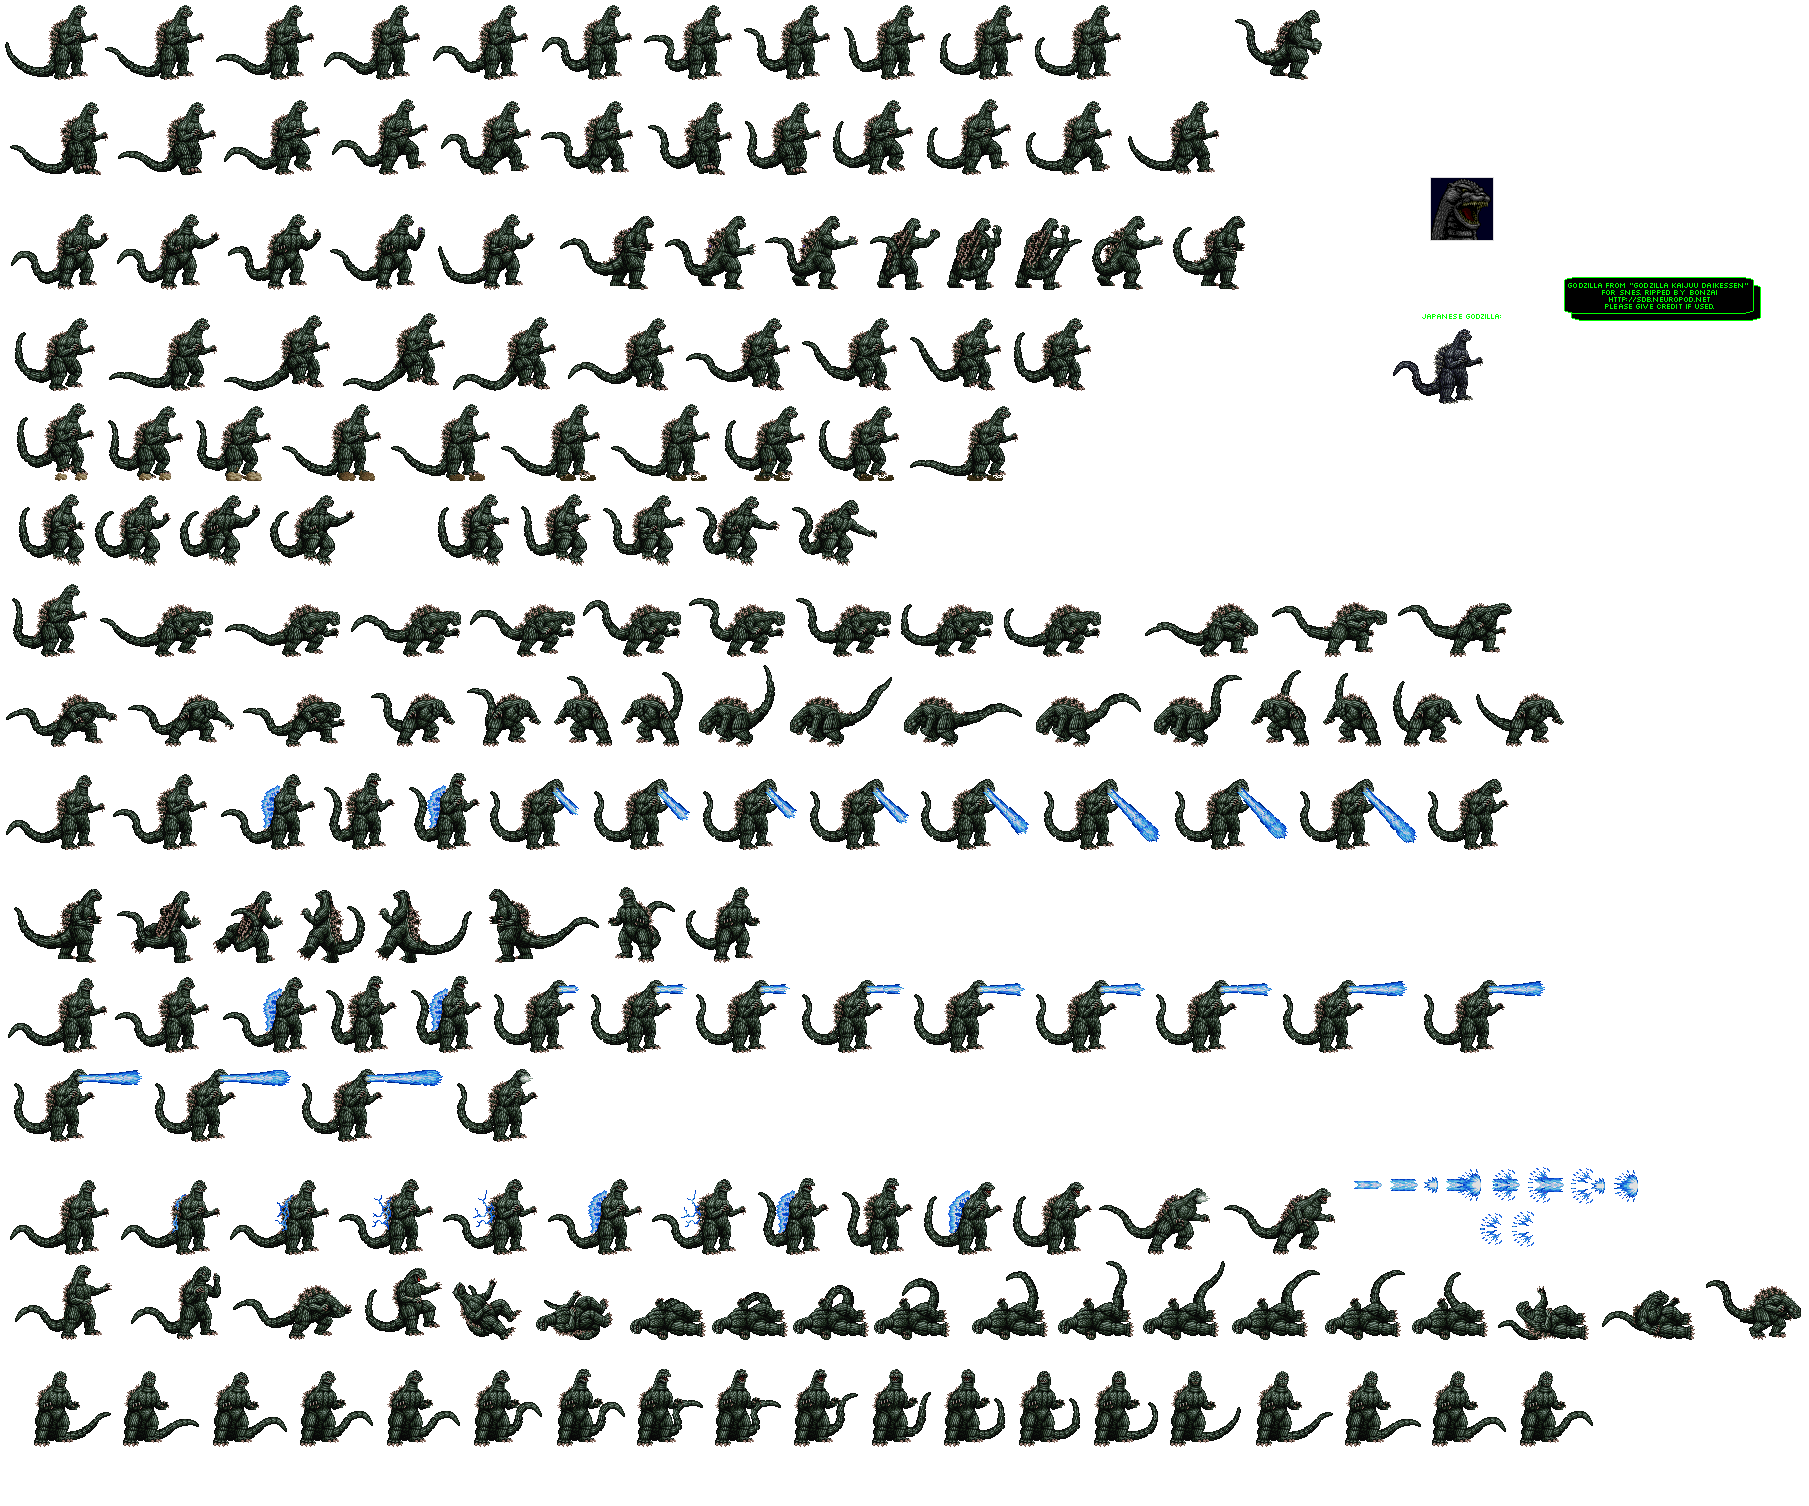 GODZILLA FROM "GODZILLA KAIJUU DAIKESSEN"
FOR SNES. RIPPED BY BONZAI
HTTP://SDB.NEUROPOD.NET
PLEASE GIVE CREDIT IF USED.
JAPANESE GODZILLA: